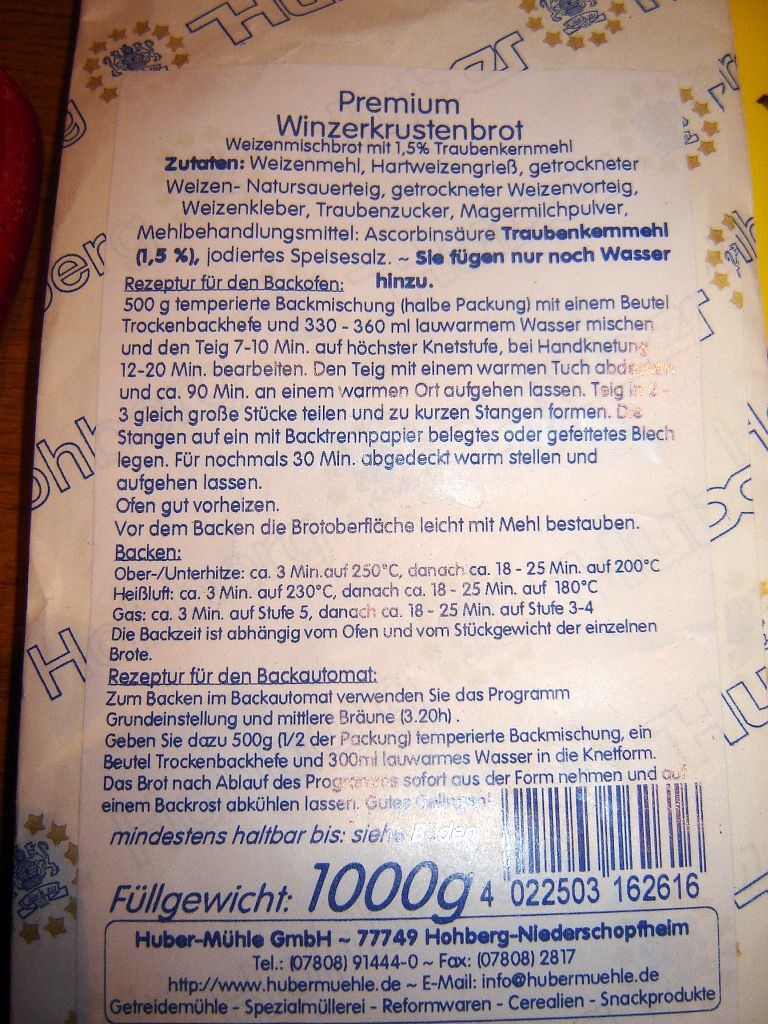 Premium
Winzerkrustenbrot
Weizenmischbrot mit 1,5% Traubenkernmehl
Zutaten: Weizenmehl, Hartweizengrieß, getrockneter
Weizen- Natursauerteig, getrockneter Weizenvorteig,
Weizenkleber, Traubenzucker, Magermilchpulver,
Mehlbehandlungsmittel: Ascorbinsäure Traubenkernmehl
(1,5 %), jodiertes Speisesalz. ~ Sie fügen nur noch Wasser
hinzu.
Rezeptur für den Backofen:
500 g temperierte Backmischung (halbe Packung) mit einem Beutel
Trockenbackhefe und 330 - 360 ml lauwarmem Wasser mischen
und den Teig 7-10 Min. auf höchster Knetstufe, bei Handknetung
12-20 Min. bearbeiten. Den Teig mit einem warmen Tuch abdecken
und ca. 90 Min. an einem warmen Ort aufgehen lassen. Teig in 2 -
3 gleich große Stücke teilen und zu kurzen Stangen formen. Die
Stangen auf ein mit Backtrennpapier belegtes oder gefettetes Blech
legen. Für nochmals 30 Min. abgedeckt warm stellen und
aufgehen lassen.
Ofen gut vorheizen.
Vor dem Backen die Brotoberfläche leicht mit Mehl bestauben.
Backen:
Ober-/Unterhitze: ca. 3 Min.auf 250°C, danach ca. 18 - 25 Min. auf 200°C
Heißluft: ca. 3 Min. auf 230°C, danach ca. 18 - 25 Min. auf 180°C
Gas: ca. 3 Min. auf Stufe 5, danach ca. 18 - 25 Min. auf Stufe 3-4
Die Backzeit ist abhängig vom Ofen und vom Stückgewicht der einzelnen
Brote.
Rezeptur für den Backautomat:
Zum Backen im Backautomat verwenden Sie das Programm
Grundeinstellung und mittlere Bräune (3.20h) .
Geben Sie dazu 500g (1/2 der Packung) temperierte Backmischung, ein
Beutel Trockenbackhefe und 300ml lauwarmes Wasser in die Knetform.
Das Brot nach Ablauf des Programms sofort aus der Form nehmen und auf
einem Backrost abkühlen lassen. Gutes Gelingen!
mindestens haltbar bis: siehe Boden
Füllgewicht: 1000g
4 022503 162616
Huber-Mühle GmbH ~ 77749 Hohberg-Niederschopfheim
Tel.: (07808) 91444-0 ~ Fax: (07808) 2817
http://www.hubermuehle.de ~ E-Mail: info@hubermuehle.de
Getreidemühle - Spezialmüllerei - Reformwaren - Cerealien - Snackprodukte